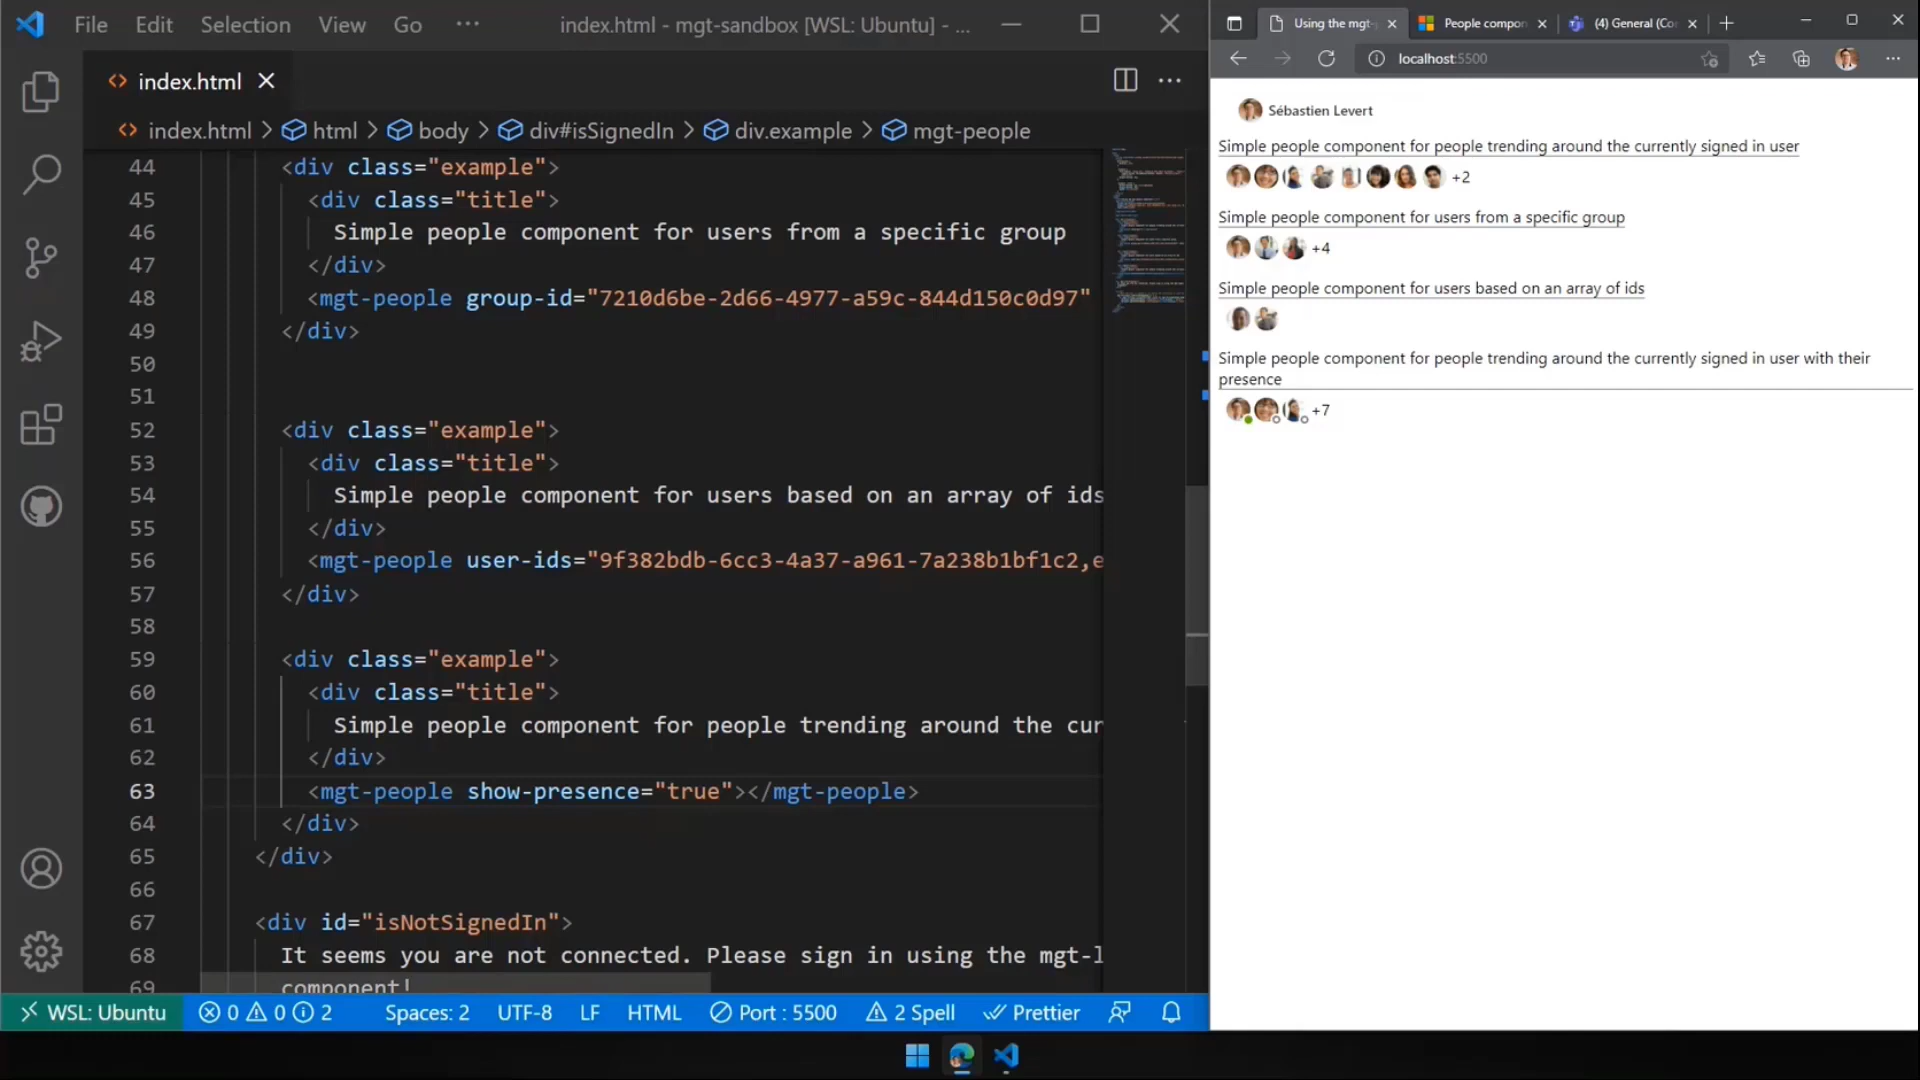 File Edit Selection View Go ··· index.html - mgt-sandbox [WSL: Ubuntu] - ...
index.html
index.html > html > body > div#isSignedIn > div.example > mgt-people
44 <div class="example">
45 <div class="title">
46 Simple people component for users from a specific group
47 </div>
48 <mgt-people group-id="7210d6be-2d66-4977-a59c-844d150c0d97"
49 </div>
50
51
52 <div class="example">
53 <div class="title">
54 Simple people component for users based on an array of ids
55 </div>
56 <mgt-people user-ids="9f382bdb-6cc3-4a37-a961-7a238b1bf1c2,e
57 </div>
58
59 <div class="example">
60 <div class="title">
61 Simple people component for people trending around the cur
62 </div>
63 <mgt-people show-presence="true"></mgt-people>
64 </div>
65 </div>
66
67 <div id="isNotSignedIn">
68 It seems you are not connected. Please sign in using the mgt-l
69 component!
WSL: Ubuntu 0 0 2 Spaces: 2 UTF-8 LF HTML Port : 5500 2 Spell Prettier
Using the mgt- People compon (4) General (Co
localhost:5500
Sébastien Levert
Simple people component for people trending around the currently signed in user
+2
Simple people component for users from a specific group
+4
Simple people component for users based on an array of ids
Simple people component for people trending around the currently signed in user with their
presence
+7